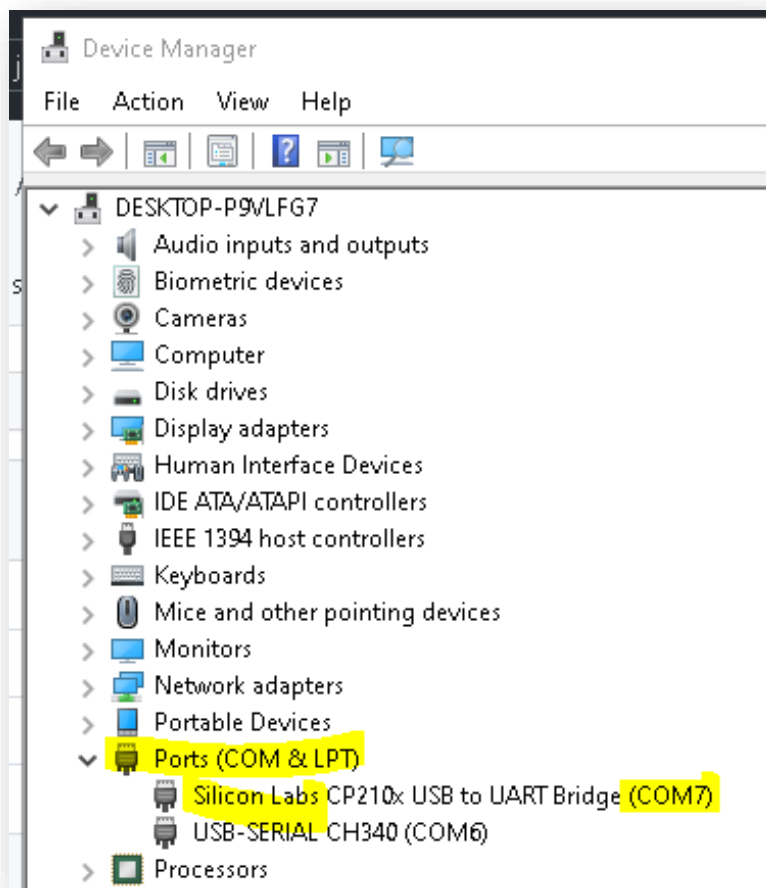 Device Manager
File Action View Help
DESKTOP-P9VLFG7
Audio inputs and outputs
Biometric devices
Cameras
Computer
Disk drives
Display adapters
Human Interface Devices
IDE ATA/ATAPI controllers
IEEE 1394 host controllers
Keyboards
Mice and other pointing devices
Monitors
Network adapters
Portable Devices
Ports (COM & LPT)
Silicon Labs CP210x USB to UART Bridge (COM7)
USB-SERIAL CH340 (COM6)
Processors